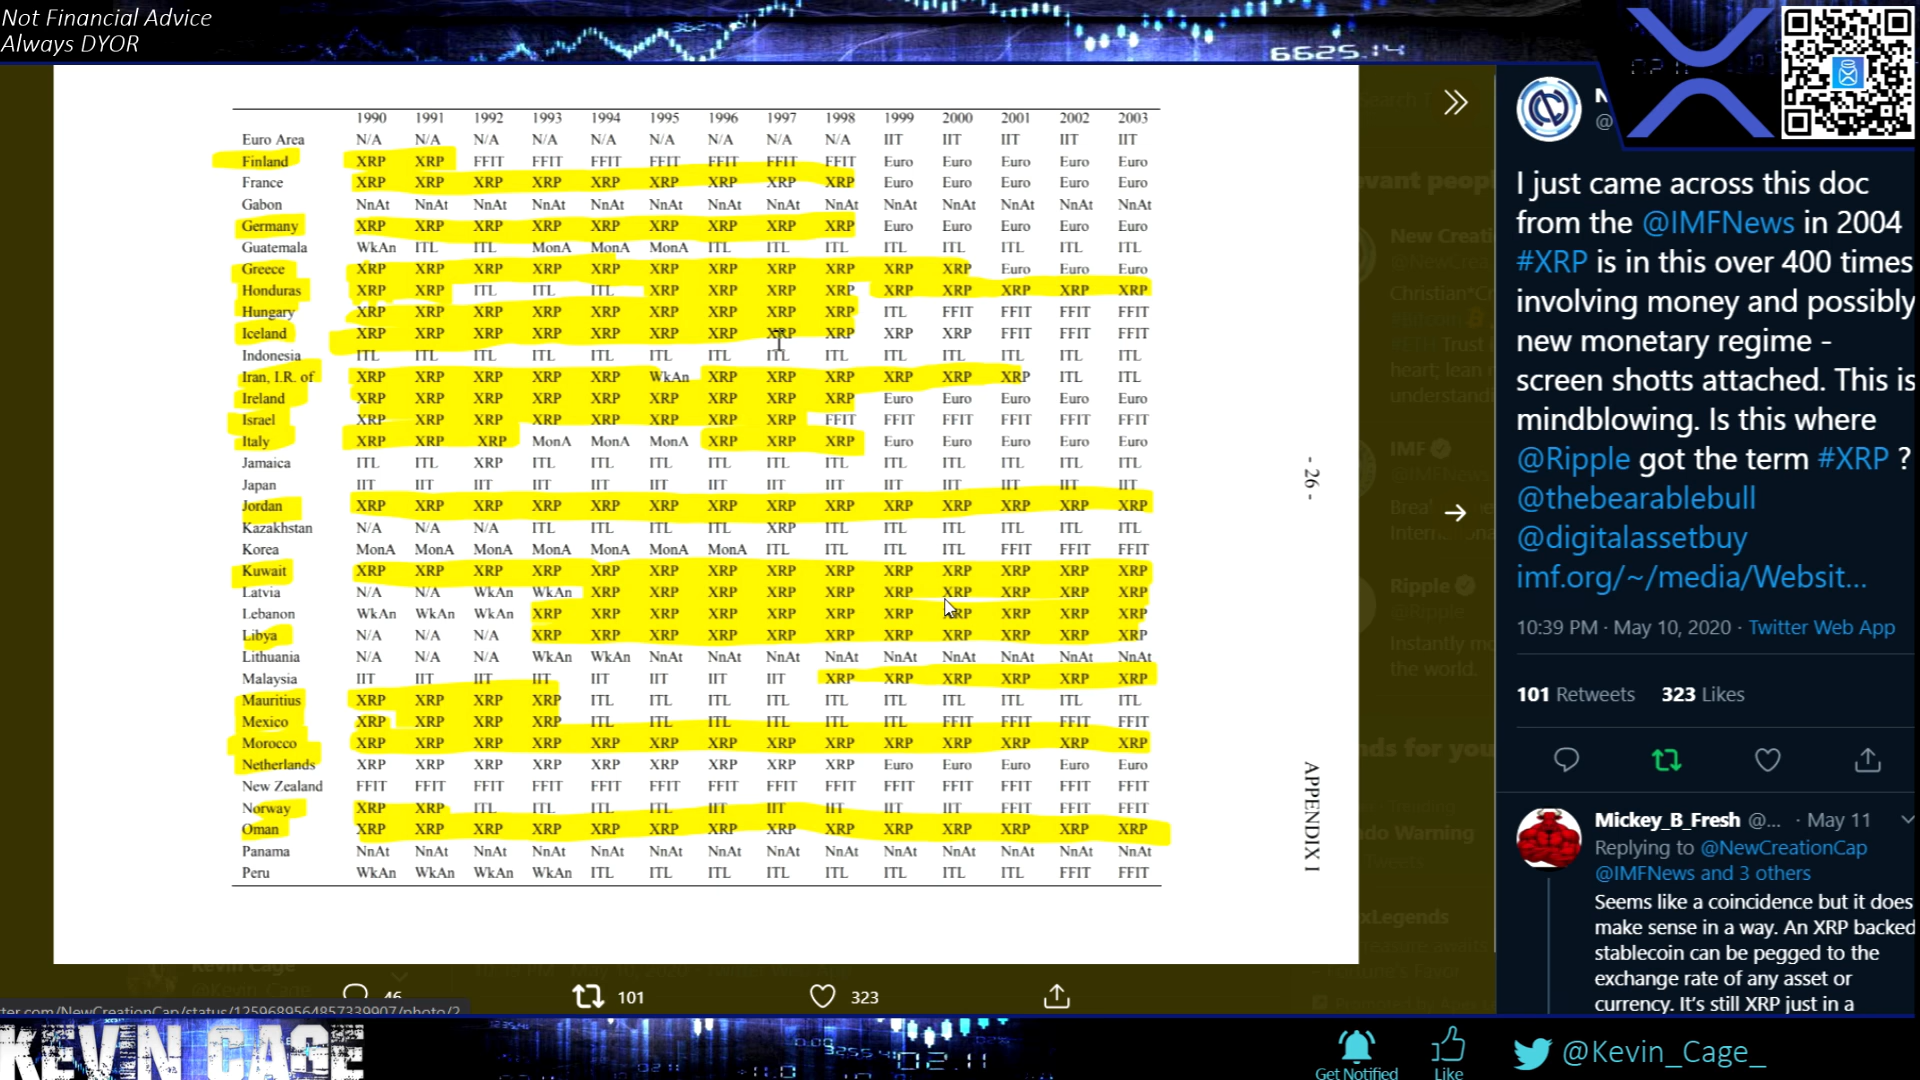 Not Financial Advice
Always DYOR
6625.14
1990 1991 1992 1993 1994 1995 1996 1997 1998 1999 2000 2001 2002 2003
Euro Area N/A N/A N/A N/A N/A N/A N/A N/A N/A IIT IIT IIT IIT IIT
Finland XRP XRP FFIT FFIT FFIT FFIT FFIT FFIT FFIT Euro Euro Euro Euro Euro
France XRP XRP XRP XRP XRP XRP XRP XRP XRP Euro Euro Euro Euro Euro
Gabon NnAt NnAt NnAt NnAt NnAt NnAt NnAt NnAt NnAt NnAt NnAt NnAt NnAt NnAt
Germany XRP XRP XRP XRP XRP XRP XRP XRP XRP Euro Euro Euro Euro Euro
Guatemala WkAn ITL ITL MonA MonA MonA ITL ITL ITL ITL ITL ITL ITL ITL
Greece XRP XRP XRP XRP XRP XRP XRP XRP XRP XRP XRP Euro Euro Euro
Honduras XRP XRP ITL ITL ITL XRP XRP XRP XRP XRP XRP XRP XRP XRP
Hungary XRP XRP XRP XRP XRP XRP XRP XRP XRP ITL FFIT FFIT FFIT FFIT
Iceland XRP XRP XRP XRP XRP XRP XRP XRP XRP XRP XRP FFIT FFIT FFIT
Indonesia ITL ITL ITL ITL ITL ITL ITL ITL ITL ITL ITL ITL ITL ITL
Iran, I.R. of XRP XRP XRP XRP XRP WkAn XRP XRP XRP XRP XRP XRP ITL ITL
Ireland XRP XRP XRP XRP XRP XRP XRP XRP XRP Euro Euro Euro Euro Euro
Israel XRP XRP XRP XRP XRP XRP XRP XRP FFIT FFIT FFIT FFIT FFIT FFIT
Italy XRP XRP XRP MonA MonA MonA XRP XRP XRP Euro Euro Euro Euro Euro
Jamaica ITL ITL XRP ITL ITL ITL ITL ITL ITL ITL ITL ITL ITL ITL
Japan IIT IIT IIT IIT IIT IIT IIT IIT IIT IIT IIT IIT IIT IIT
Jordan XRP XRP XRP XRP XRP XRP XRP XRP XRP XRP XRP XRP XRP XRP
Kazakhstan N/A N/A N/A ITL ITL ITL ITL XRP ITL ITL ITL ITL ITL ITL
Korea MonA MonA MonA MonA MonA MonA MonA ITL ITL ITL ITL FFIT FFIT FFIT
Kuwait XRP XRP XRP XRP XRP XRP XRP XRP XRP XRP XRP XRP XRP XRP
Latvia N/A N/A WkAn WkAn XRP XRP XRP XRP XRP XRP XRP XRP XRP XRP
Lebanon WkAn WkAn WkAn XRP XRP XRP XRP XRP XRP XRP XRP XRP XRP XRP
Libya N/A N/A N/A XRP XRP XRP XRP XRP XRP XRP XRP XRP XRP XRP
Lithuania N/A N/A N/A WkAn WkAn NnAt NnAt NnAt NnAt NnAt NnAt NnAt NnAt NnAt
Malaysia IIT IIT IIT IIT IIT IIT IIT IIT XRP XRP XRP XRP XRP XRP
Mauritius XRP XRP XRP XRP ITL ITL ITL ITL ITL ITL ITL ITL ITL ITL
Mexico XRP XRP XRP XRP ITL ITL ITL ITL ITL ITL FFIT FFIT FFIT FFIT
Morocco XRP XRP XRP XRP XRP XRP XRP XRP XRP XRP XRP XRP XRP XRP
Netherlands XRP XRP XRP XRP XRP XRP XRP XRP XRP Euro Euro Euro Euro Euro
New Zealand FFIT FFIT FFIT FFIT FFIT FFIT FFIT FFIT FFIT FFIT FFIT FFIT FFIT FFIT
Norway XRP XRP ITL ITL ITL ITL IIT IIT IIT IIT IIT FFIT FFIT FFIT
Oman XRP XRP XRP XRP XRP XRP XRP XRP XRP XRP XRP XRP XRP XRP
Panama NnAt NnAt NnAt NnAt NnAt NnAt NnAt NnAt NnAt NnAt NnAt NnAt NnAt NnAt
Peru WkAn WkAn WkAn WkAn ITL ITL ITL ITL ITL ITL ITL ITL FFIT FFIT
- 26 -
APPENDIX I
46 101 323
ter.com/NewCreationCap/status/1259689564857339907/photo/2
I just came across this doc
from the @IMFNews in 2004
#XRP is in this over 400 times
involving money and possibly
new monetary regime -
screen shotts attached. This is
mindblowing. Is this where
@Ripple got the term #XRP ?
@thebearablebull
@digitalassetbuy
imf.org/~/media/Websit...
10:39 PM · May 10, 2020 · Twitter Web App
101 Retweets 323 Likes
Mickey_B_Fresh @... · May 11
Replying to @NewCreationCap
@IMFNews and 3 others
Seems like a coincidence but it does
make sense in a way. An XRP backed
stablecoin can be pegged to the
exchange rate of any asset or
currency. It's still XRP just in a
KEVIN CAGE
Get Notified
Like
@Kevin_Cage_